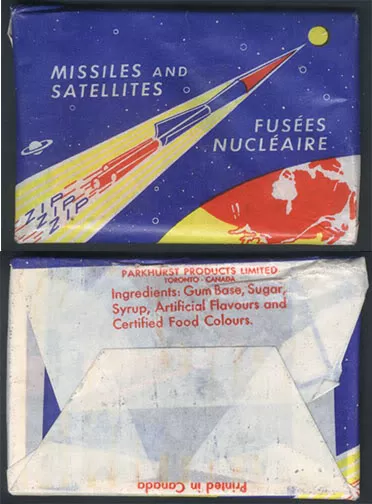 MISSILES AND
SATELLITES
FUSÉES
NUCLÉAIRE
ZIP
ZIP
ZIP
PARKHURST PRODUCTS LIMITED
TORONTO - CANADA
Ingredients: Gum Base, Sugar,
Syrup, Artificial Flavours and
Certified Food Colours.
Printed in Canada